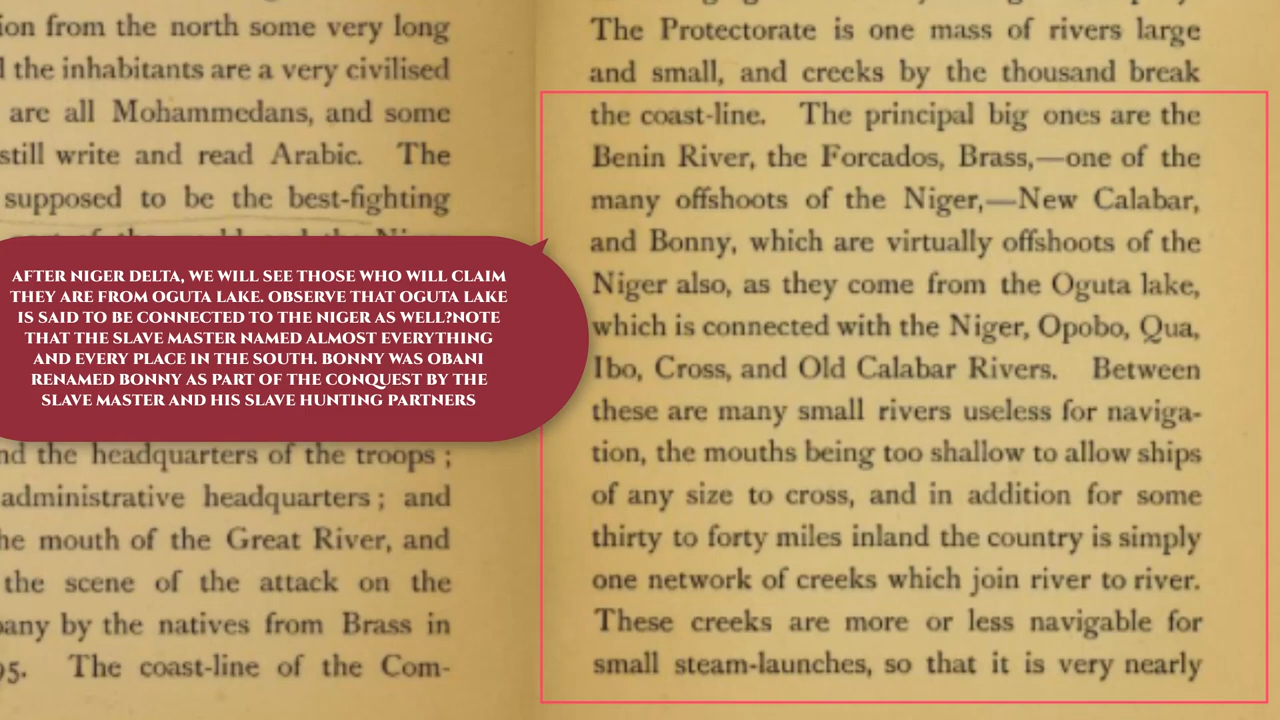 ion from the north some very long
l the inhabitants are a very civilised
are all Mohammedans, and some
still write and read Arabic. The
supposed to be the best-fighting
AFTER NIGER DELTA, WE WILL SEE THOSE WHO WILL CLAIM
THEY ARE FROM OGUTA LAKE. OBSERVE THAT OGUTA LAKE
IS SAID TO BE CONNECTED TO THE NIGER AS WELL?NOTE
THAT THE SLAVE MASTER NAMED ALMOST EVERYTHING
AND EVERY PLACE IN THE SOUTH. BONNY WAS OBANI
RENAMED BONNY AS PART OF THE CONQUEST BY THE
SLAVE MASTER AND HIS SLAVE HUNTING PARTNERS
nd the headquarters of the troops ;
administrative headquarters ; and
he mouth of the Great River, and
the scene of the attack on the
pany by the natives from Brass in
95. The coast-line of the Com-
The Protectorate is one mass of rivers large
and small, and creeks by the thousand break
the coast-line. The principal big ones are the
Benin River, the Forcados, Brass,—one of the
many offshoots of the Niger,—New Calabar,
and Bonny, which are virtually offshoots of the
Niger also, as they come from the Oguta lake,
which is connected with the Niger, Opobo, Qua,
Ibo, Cross, and Old Calabar Rivers. Between
these are many small rivers useless for naviga-
tion, the mouths being too shallow to allow ships
of any size to cross, and in addition for some
thirty to forty miles inland the country is simply
one network of creeks which join river to river.
These creeks are more or less navigable for
small steam-launches, so that it is very nearly